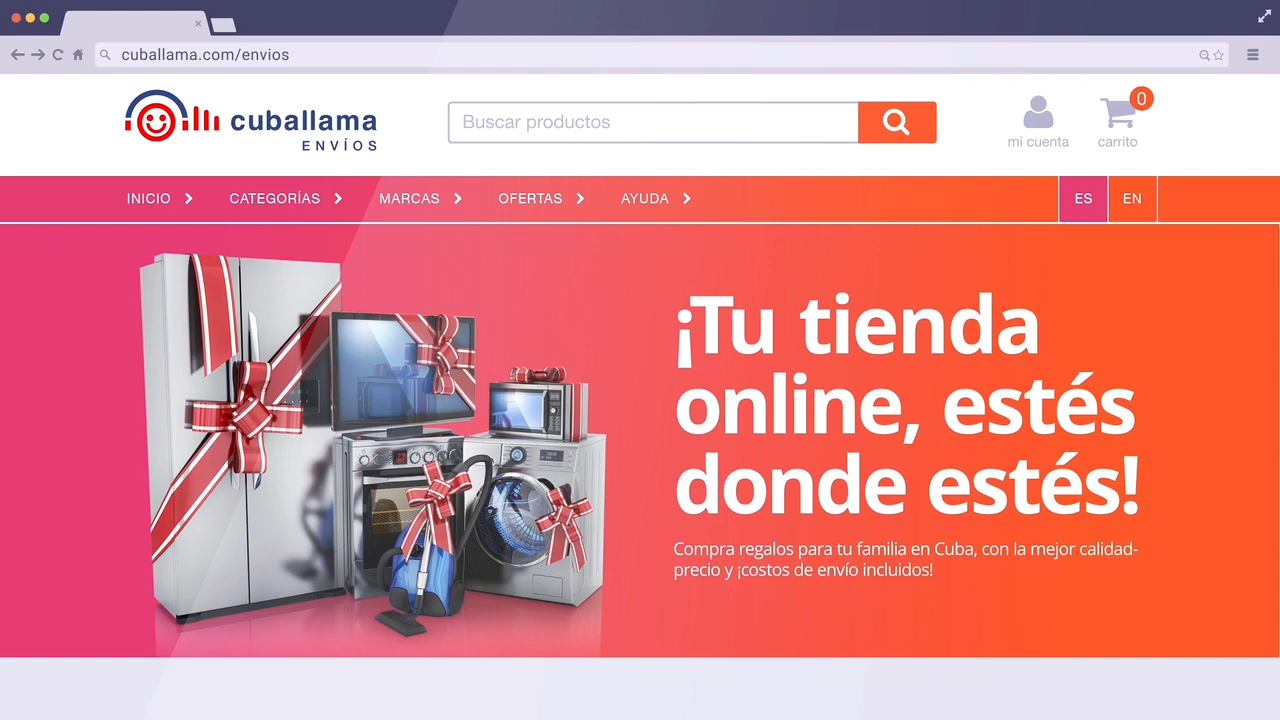 cuballama.com/envios
cuballama
ENVÍOS
Buscar productos
mi cuenta
0
carrito
INICIO
CATEGORÍAS
MARCAS
OFERTAS
AYUDA
ES
EN
¡Tu tienda
online, estés
donde estés!
Compra regalos para tu familia en Cuba, con la mejor calidad-
precio y ¡costos de envío incluidos!